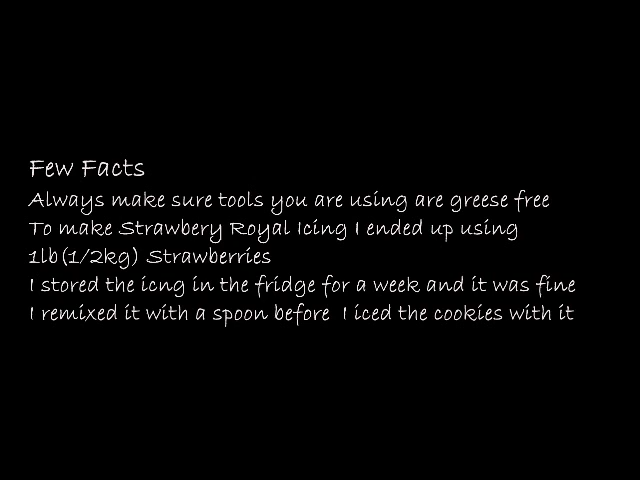 Few Facts
Always make sure tools you are using are greese free
To make Strawbery Royal Icing I ended up using
1lb(1/2kg) Strawberries
I stored the icng in the fridge for a week and it was fine
I remixed it with a spoon before I iced the cookies with it